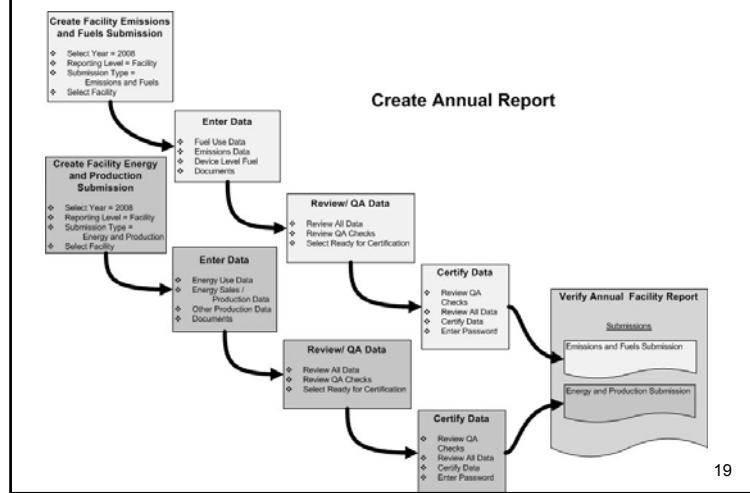 Create Annual Report
Create Facility Emissions
and Fuels Submission
❖ Select Year = 2008
❖ Reporting Level = Facility
❖ Submission Type =
Emissions and Fuels
❖ Select Facility
Enter Data
❖ Fuel Use Data
❖ Emissions Data
❖ Device Level Fuel
❖ Documents
Review/ QA Data
❖ Review All Data
❖ Review QA Checks
❖ Select Ready for Certification
Certify Data
❖ Review QA
Checks
❖ Review All Data
❖ Certify Data
❖ Enter Password
Create Facility Energy
and Production
Submission
❖ Select Year = 2008
❖ Reporting Level = Facility
❖ Submission Type =
Energy and Production
❖ Select Facility
Enter Data
❖ Energy Use Data
❖ Energy Sales /
Production Data
❖ Other Production Data
❖ Documents
Review/ QA Data
❖ Review All Data
❖ Review QA Checks
❖ Select Ready for Certification
Certify Data
❖ Review QA
Checks
❖ Review All Data
❖ Certify Data
❖ Enter Password
Verify Annual Facility Report
Submissions
Emissions and Fuels Submission
Energy and Production Submission
19